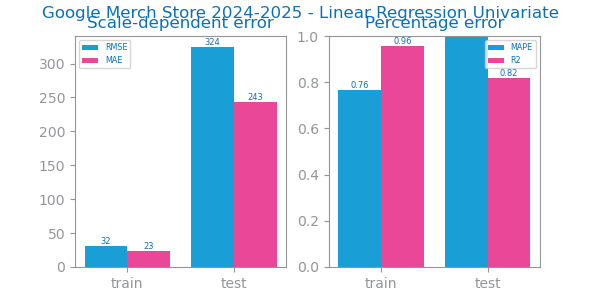 Google Merch Store 2024-2025 - Linear Regression Univariate
Scale-dependent error
Percentage error
RMSE
MAE
300
250
200
150
100
50
0
32
23
324
243
train
test
MAPE
R2
1.0
0.8
0.6
0.4
0.2
0.0
0.76
0.96
0.82
train
test